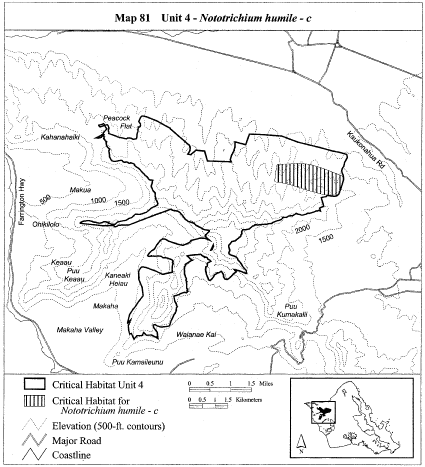 Map 81 Unit 4 - Nototrichium humile - c
Peacock
Flat
Kahanahaiki
Kaukonahua Rd
Makua
500
1000
1500
Farrington Hwy
Ohikilolo
2000
1500
Keaau
Puu
Keaau
Kaneaki
Heiau
Makaha
Puu
Kumakalii
Makaha Valley
Waianae Kai
Puu Kamaileunu
Critical Habitat Unit 4
Critical Habitat for
Nototrichium humile - c
Elevation (500-ft. contours)
Major Road
Coastline
0 0.5 1 1.5 Miles
0 0.5 1 1.5 Kilometers
N